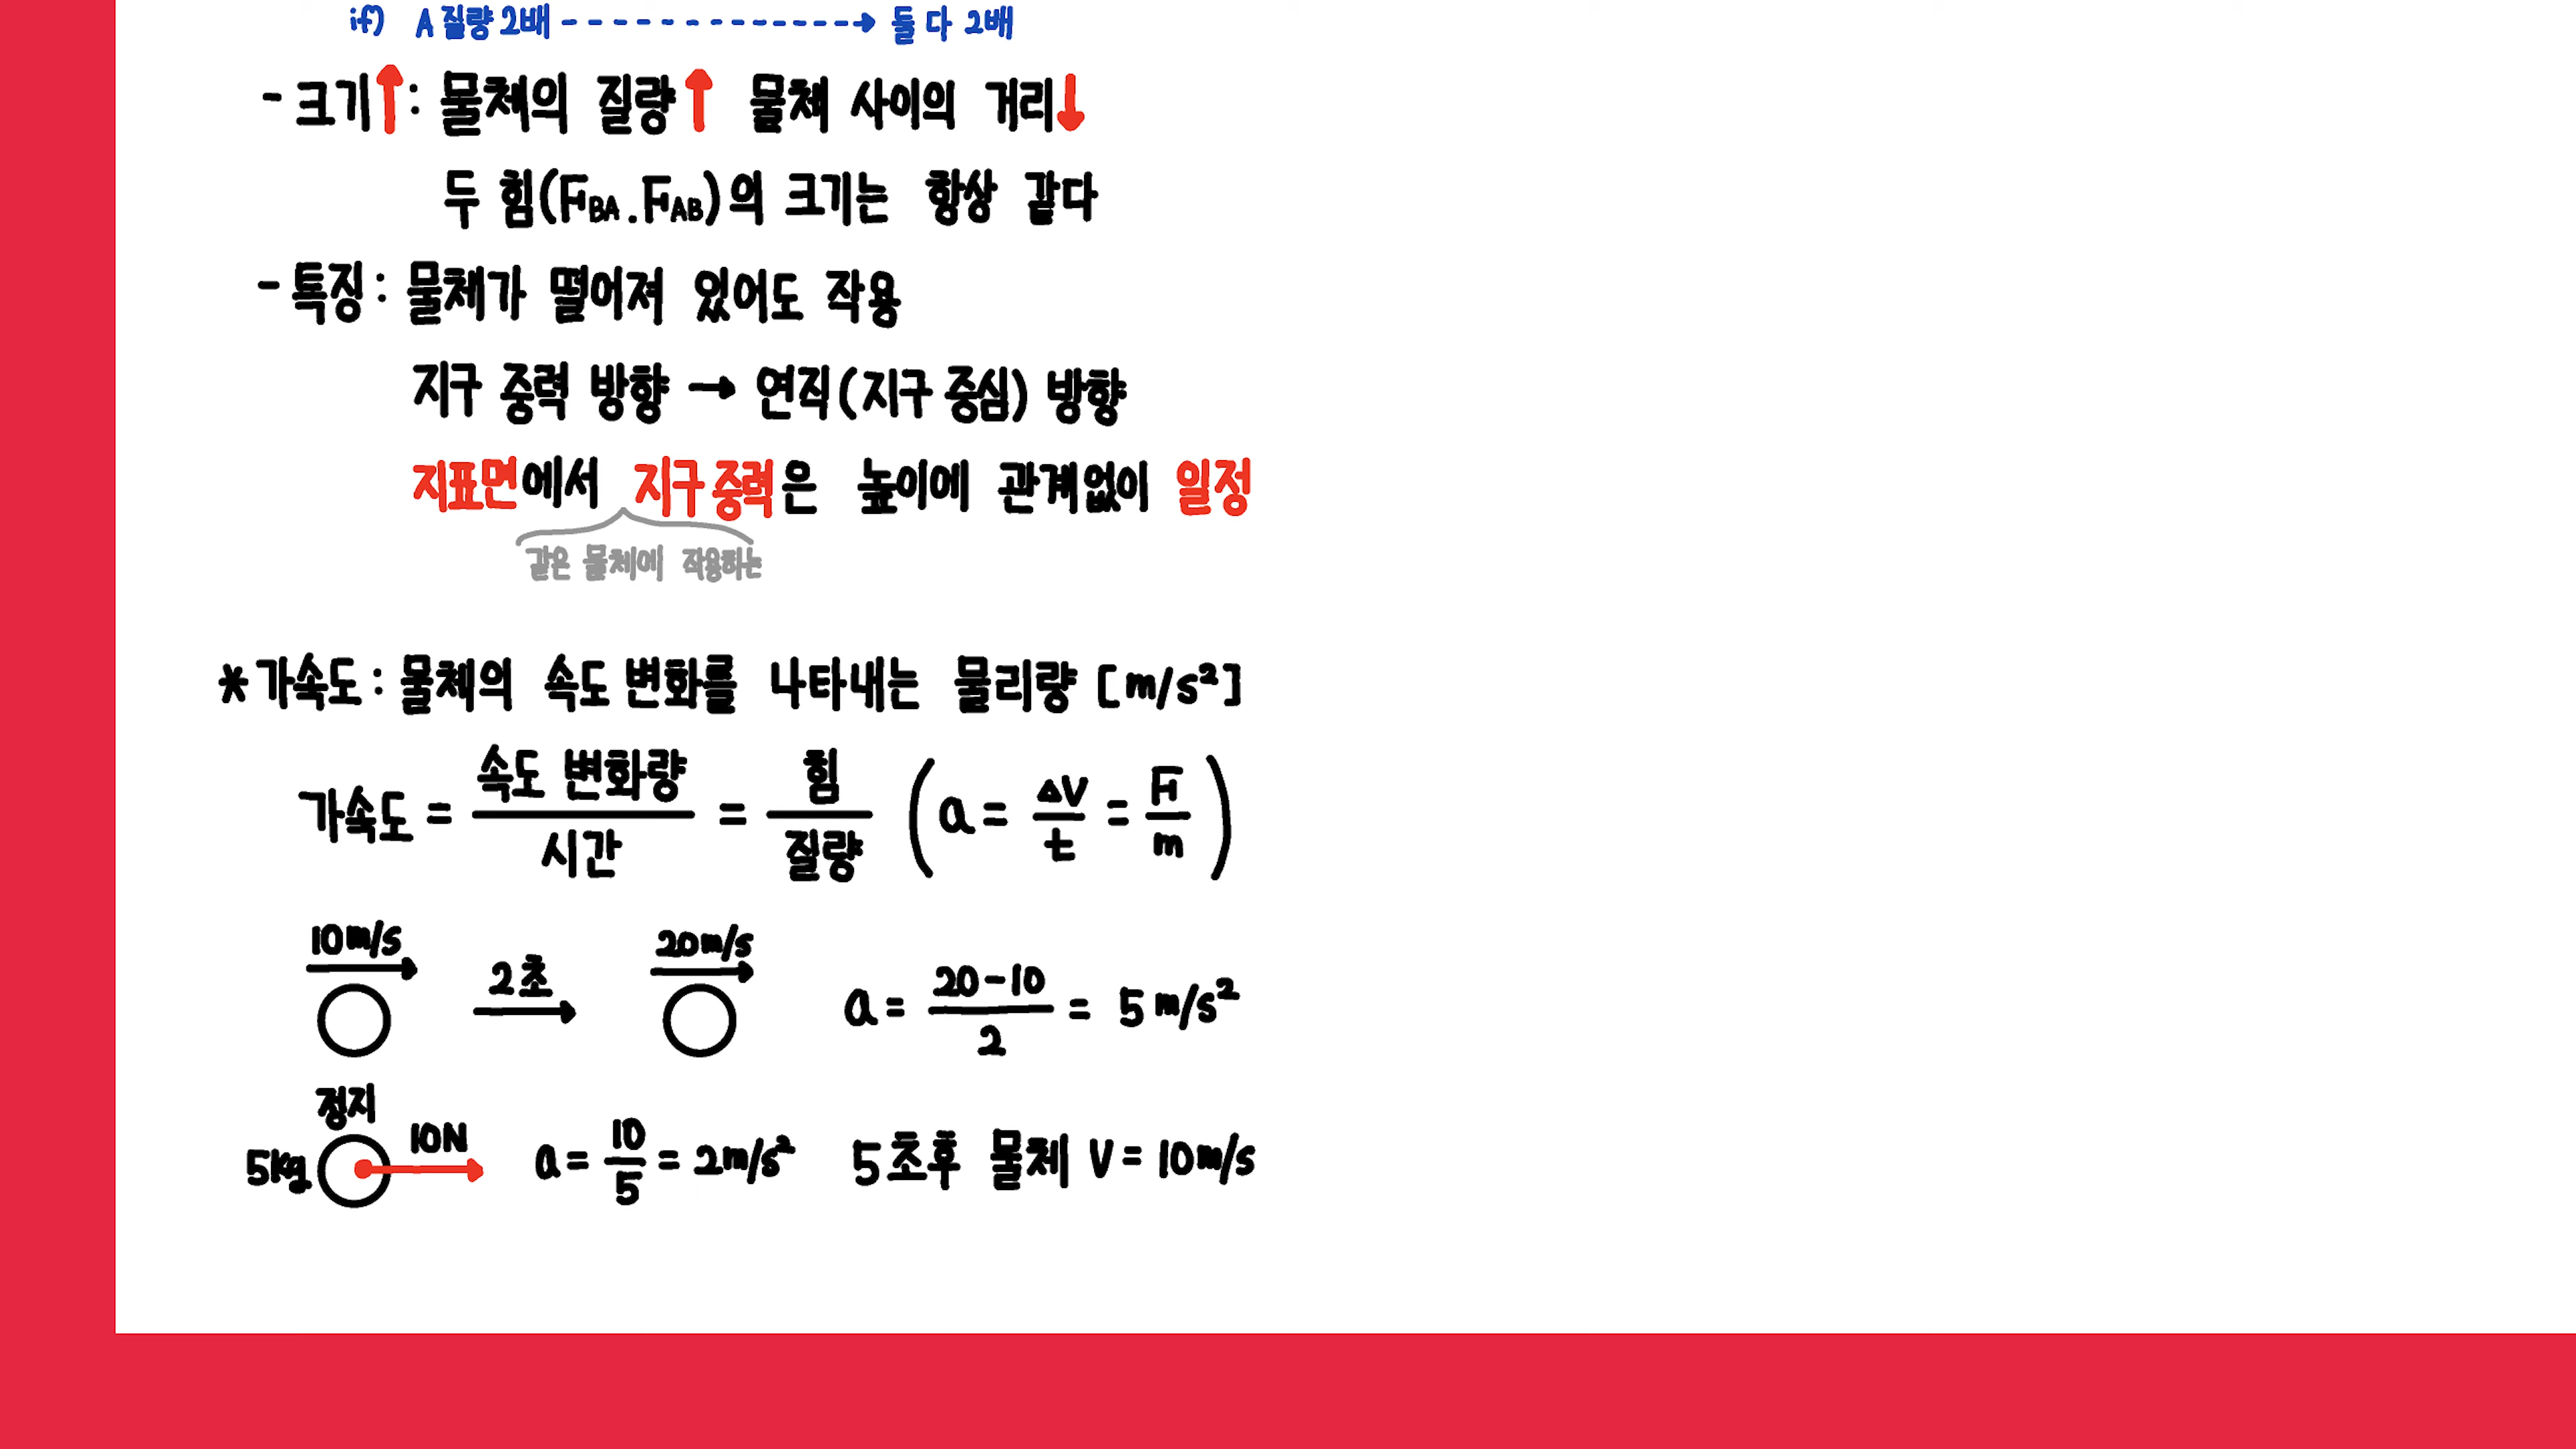 if) A 질량 2배 --------------→ 둘 다 2배
- 크기↑: 물체의 질량↑ 물체 사이의 거리↓
두 힘(FBA.FAB)의 크기는 항상 같다
- 특징: 물체가 떨어져 있어도 작용
지구 중력 방향 → 연직(지구 중심) 방향
지표면에서 지구 중력은 높이에 관계없이 일정
같은 물체에 작용하는
*가속도: 물체의 속도 변화를 나타내는 물리량 [m/s²]
가속도 = 속도 변화량/시간 = 힘/질량 (a = ΔV/t = F/m)
10m/s 2초 20m/s a = (20-10)/2 = 5 m/s²
정지
5kg 10N a = 10/5 = 2m/s² 5초후 물체 V = 10m/s